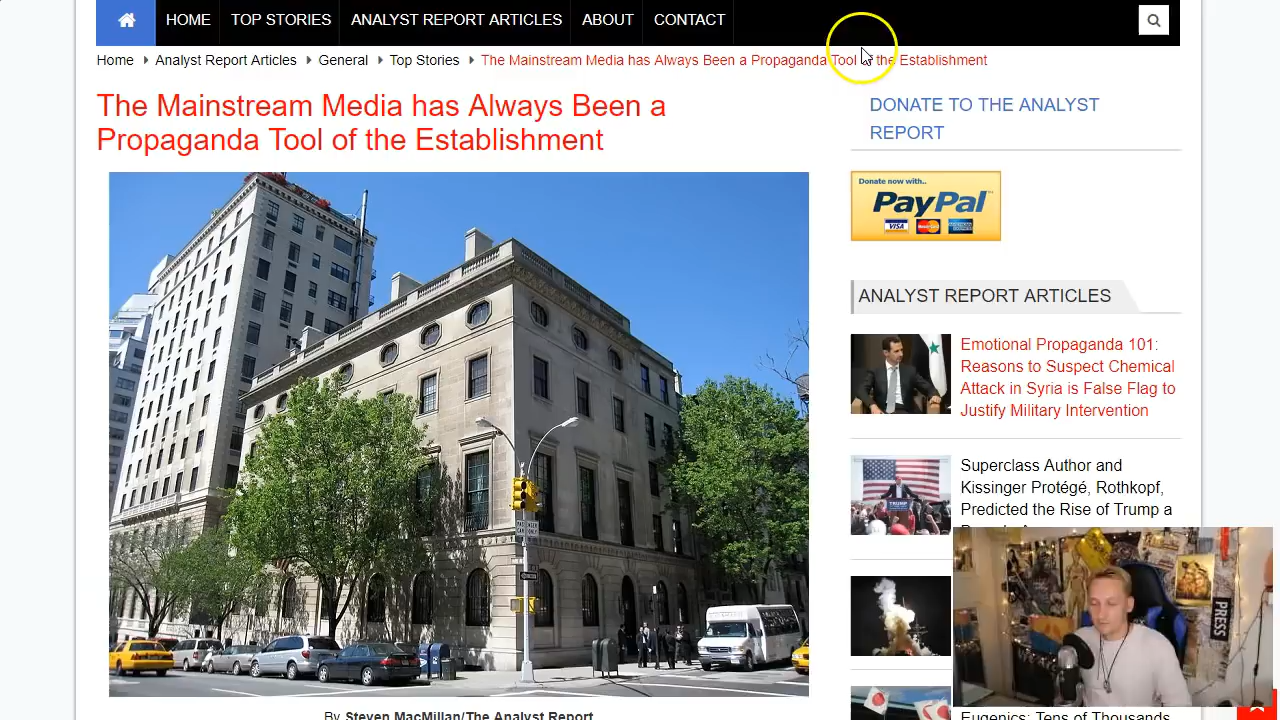 HOME TOP STORIES ANALYST REPORT ARTICLES ABOUT CONTACT
Home Analyst Report Articles General Top Stories The Mainstream Media has Always Been a Propaganda Tool of the Establishment
The Mainstream Media has Always Been a
Propaganda Tool of the Establishment
By Steven MacMillan/The Analyst Report
DONATE TO THE ANALYST
REPORT
Donate now with..
PayPal
VISA MasterCard
ANALYST REPORT ARTICLES
Emotional Propaganda 101:
Reasons to Suspect Chemical
Attack in Syria is False Flag to
Justify Military Intervention
Superclass Author and
Kissinger Protégé, Rothkopf,
Predicted the Rise of Trump a
TRUMP
PRESS
Eugenics: Tens of Thousands